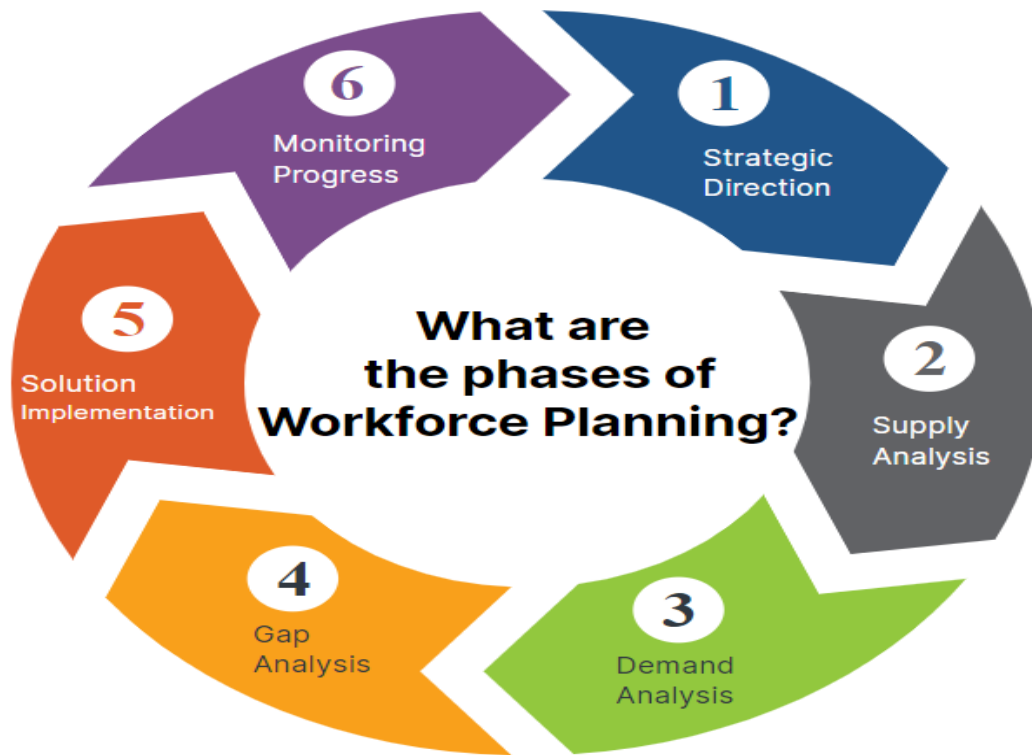 What are
the phases of
Workforce Planning?
1
Strategic
Direction
2
Supply
Analysis
3
Demand
Analysis
4
Gap
Analysis
5
Solution
Implementation
6
Monitoring
Progress